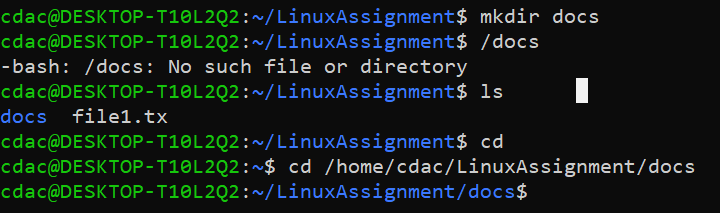 cdac@DESKTOP-T10L2Q2:~/LinuxAssignment$ mkdir docs
cdac@DESKTOP-T10L2Q2:~/LinuxAssignment$ /docs
-bash: /docs: No such file or directory
cdac@DESKTOP-T10L2Q2:~/LinuxAssignment$ ls
docs  file1.tx
cdac@DESKTOP-T10L2Q2:~/LinuxAssignment$ cd
cdac@DESKTOP-T10L2Q2:~$ cd /home/cdac/LinuxAssignment/docs
cdac@DESKTOP-T10L2Q2:~/LinuxAssignment/docs$